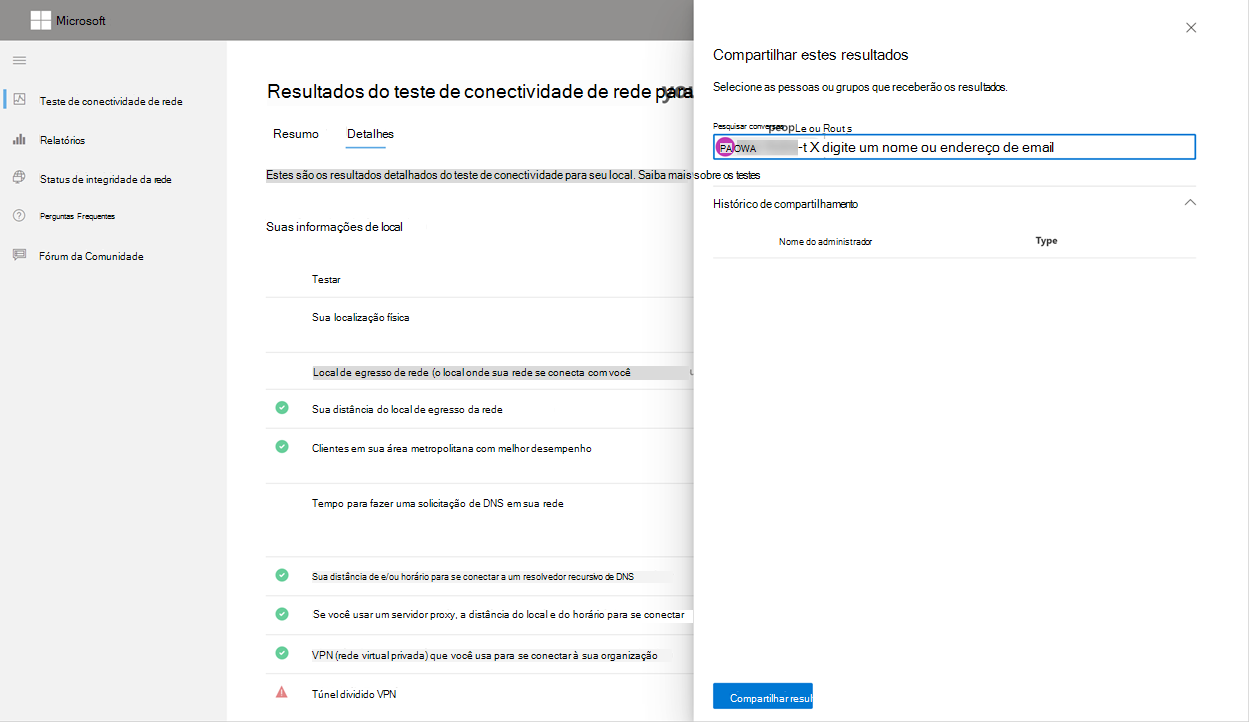 Microsoft
Teste de conectividade de rede
Relatórios
Status de integridade da rede
Perguntas Frequentes
Fórum da Comunidade
Resultados do teste de conectividade de rede para
Resumo
Detalhes
Estes são os resultados detalhados do teste de conectividade para seu local. Saiba mais sobre os testes
Suas informações de local
Testar
Sua localização física
Local de egresso de rede (o local onde sua rede se conecta com você
Sua distância do local de egresso da rede
Clientes em sua área metropolitana com melhor desempenho
Tempo para fazer uma solicitação de DNS em sua rede
Sua distância de e/ou horário para se conectar a um resolvedor recursivo de DNS
Se você usar um servidor proxy, a distância do local e do horário para se conectar
VPN (rede virtual privada) que você usa para se conectar à sua organização
Túnel dividido VPN
Compartilhar estes resultados
Selecione as pessoas ou grupos que receberão os resultados.
Pesquisar conversas peopLe ou Rout s
PAOWA -t X digite um nome ou endereço de email
Histórico de compartilhamento
Nome do administrador
Type
Compartilhar resul